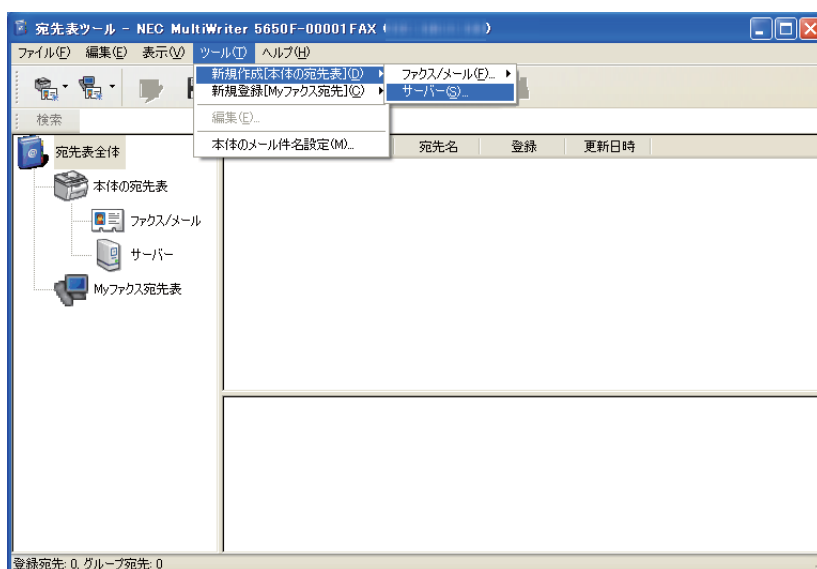 宛先表ツール - NEC MultiWriter 5650F-00001 FAX ( )
ファイル(F) 編集(E) 表示(V) ツール(T) ヘルプ(H)
新規作成[本体の宛先表](D)
ファクス/メール(F)...
新規登録[Myファクス宛先](C)
サーバー(S)...
編集(E)...
本体のメール件名設定(M)...
検索
宛先名 登録 更新日時
宛先表全体
本体の宛先表
ファクス/メール
サーバー
Myファクス宛先表
登録宛先: 0, グループ宛先: 0